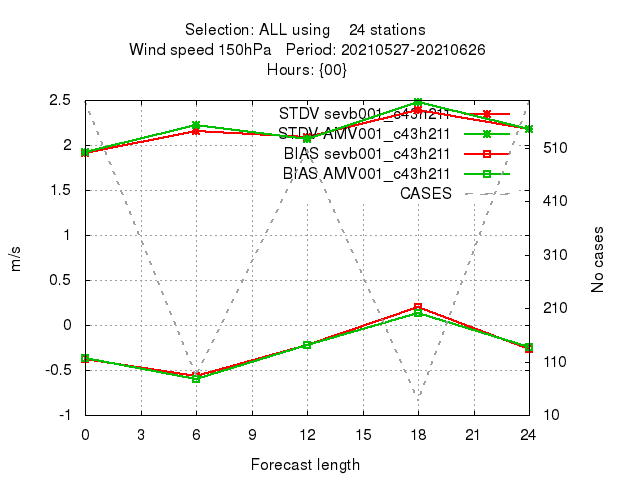 Selection: ALL using    24 stations
Wind speed 150hPa   Period: 20210527-20210626
Hours: {00}
STDV sevb001_c43h211
STDV AMV001_c43h211
BIAS sevb001_c43h211
BIAS AMV001_c43h211
CASES
2.5
2
1.5
1
0.5
0
-0.5
-1
m/s
510
410
310
210
110
10
No cases
0 3 6 9 12 15 18 21 24
Forecast length